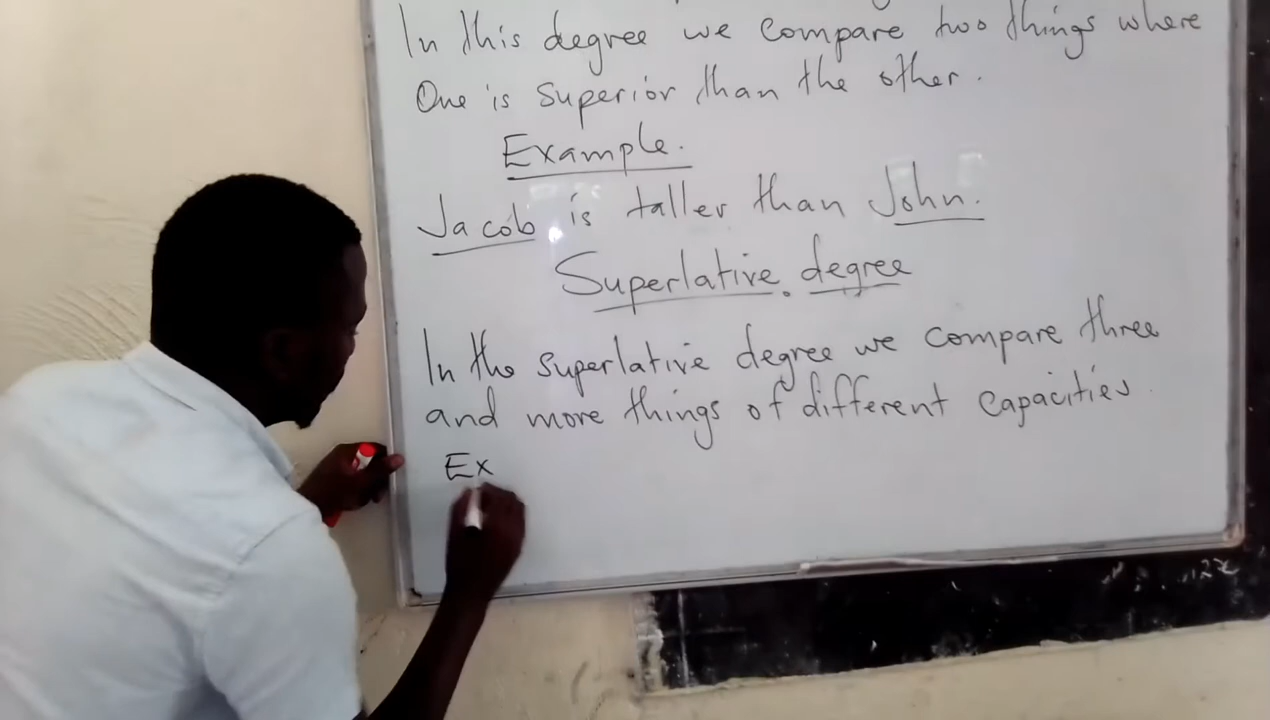 In this degree we compare two things where
One is superior than the other.
Example.
Jacob is taller than John.
Superlative degree
In the superlative degree we compare three
and more things of different capacities.
Ex